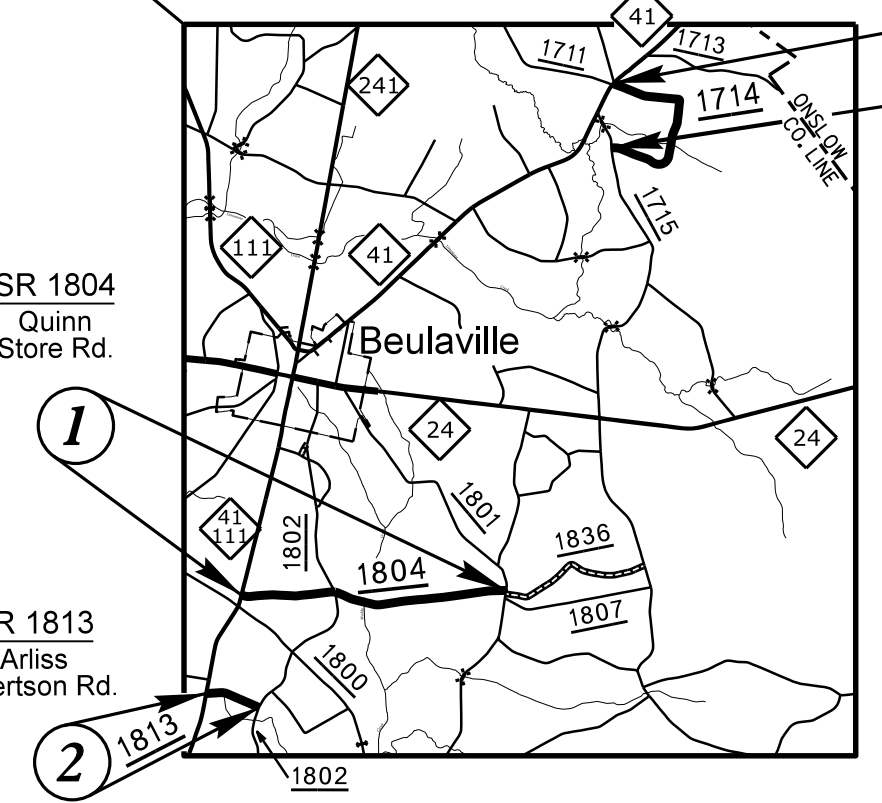 41
1711
1713
241
1714
ONSLOW
CO. LINE
1715
111
41
SR 1804
Quinn
Store Rd.
Beulaville
1
24
24
1801
41
111
1802
1836
1804
1807
R 1813
Arliss
ertson Rd.
1800
1813
2
1802